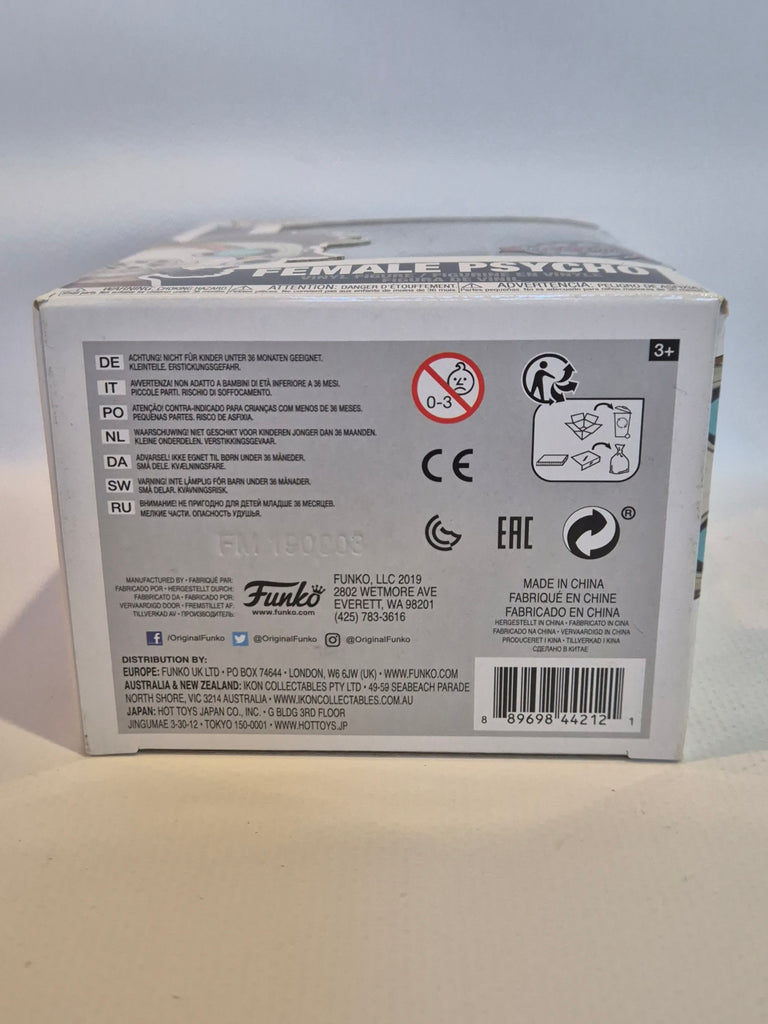 FEMALE PSYCHO
VINYL FIGURE / FIGURINE EN VINYLE /
FIGURA DE VINIL
WARNING: CHOKING HAZARD ATTENTION: DANGER D'ÉTOUFFEMENT. ADVERTENCIA: PELIGRO DE
3+
DE ACHTUNG! NICHT FÜR KINDER UNTER 36 MONATEN GEEIGNET.
KLEINTEILE. ERSTICKUNGSGEFAHR.
IT AVVERTENZA! NON ADATTO A BAMBINI DI ETÀ INFERIORE A 36 MESI.
PICCOLE PARTI. RISCHIO DI SOFFOCAMENTO.
PO ATENÇÃO! CONTRA-INDICADO PARA CRIANÇAS COM MENOS DE 36 MESES.
PEQUENAS PARTES. RISCO DE ASFIXIA.
NL WAARSCHUWING! NIET GESCHIKT VOOR KINDEREN JONGER DAN 36 MAANDEN.
KLEINE ONDERDELEN. VERSTIKKINGSGEVAAR.
DA ADVARSEL! IKKE EGNET TIL BØRN UNDER 36 MÅNEDER.
SMÅ DELE. KVÆLNINGSFARE.
SW VARNING! INTE LÄMPLIG FÖR BARN UNDER 36 MÅNADER.
SMÅ DELAR. KVÄVNINGSRISK.
RU ВНИМАНИЕ! НЕ ПРИГОДНО ДЛЯ ДЕТЕЙ МЛАДШЕ 36 МЕСЯЦЕВ.
МЕЛКИЕ ЧАСТИ. ОПАСНОСТЬ УДУШЬЯ.
0-3
CE
EAC
®
FM 190603
MANUFACTURED BY • FABRIQUÉ PAR:
FABRICADO POR • HERGESTELLT DURCH:
FABBRICATO DA • FABRICADO POR:
VERVAARDIGD DOOR • FREMSTILLET AF:
TILLVERKAD AV • ПРОИЗВОДИТЕЛЬ:
Funko
www.funko.com
FUNKO, LLC 2019
2802 WETMORE AVE
EVERETT, WA 98201
(425) 783-3616
/OriginalFunko @OriginalFunko @OriginalFunko
MADE IN CHINA
FABRIQUÉ EN CHINE
FABRICADO EN CHINA
HERGESTELLT IN CHINA • FABBRICATO IN CINA
FABRICADO NA CHINA • VERVAARDIGD IN CHINA
PRODUCERET I KINA • TILLVERKAD I KINA
СДЕЛАНО В КИТАЕ
DISTRIBUTION BY:
EUROPE: FUNKO UK LTD • PO BOX 74644 • LONDON, W6 6JW (UK) • WWW.FUNKO.COM
AUSTRALIA & NEW ZEALAND: IKON COLLECTABLES PTY LTD • 49-59 SEABEACH PARADE
NORTH SHORE, VIC 3214 AUSTRALIA • WWW.IKONCOLLECTABLES.COM.AU
JAPAN: HOT TOYS JAPAN CO., INC. • G BLDG 3RD FLOOR
JINGUMAE 3-30-12 • TOKYO 150-0001 • WWW.HOTTOYS.JP
8 89698 44212 1